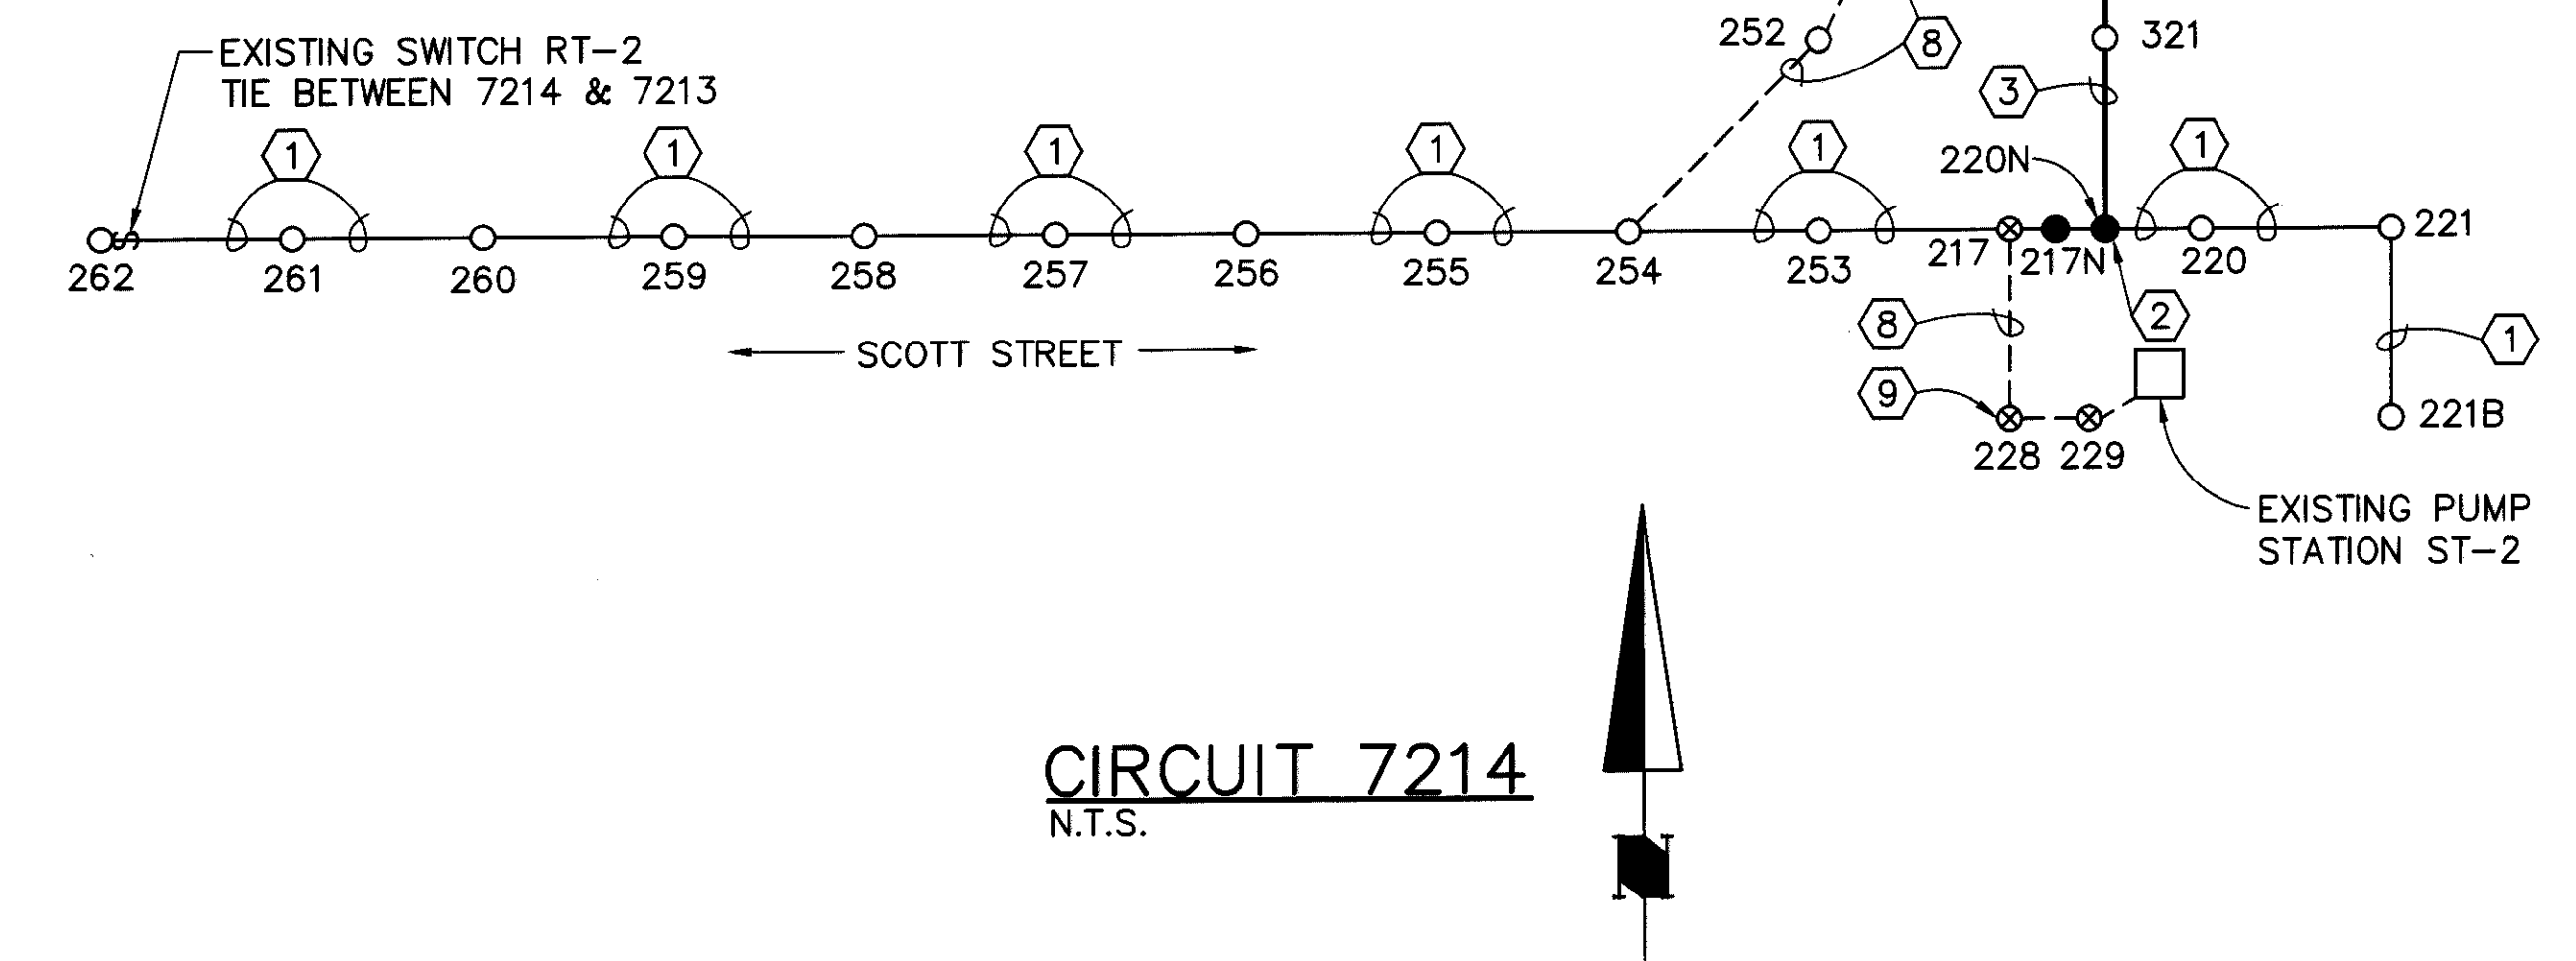 252
8
321
EXISTING SWITCH RT-2
TIE BETWEEN 7214 & 7213
3
1
1
1
1
1
1
220N
262
261
260
259
258
257
256
255
254
253
217
217N
220
221
SCOTT STREET
8
2
1
9
221B
228
229
EXISTING PUMP
STATION ST-2
CIRCUIT 7214
N.T.S.
N